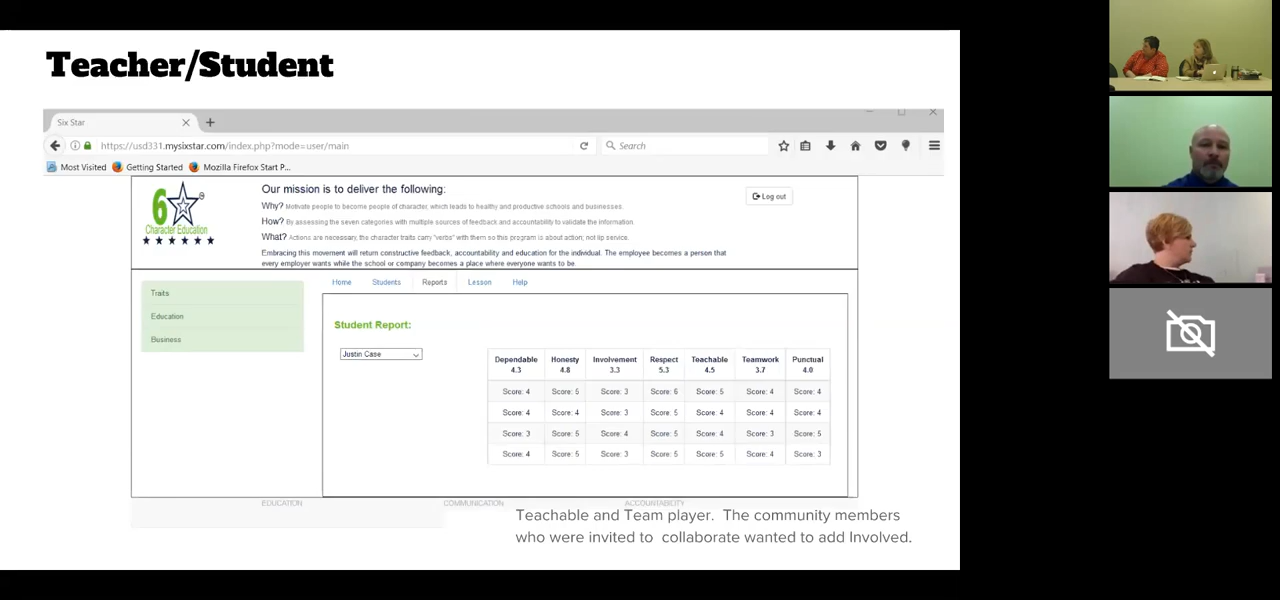 Teacher/Student
Six Star
https://usd331.mysixstar.com/index.php?mode=user/main
Search
Most Visited Getting Started Mozilla Firefox Start P...
6
Character Education
Our mission is to deliver the following:
Why? Motivate people to become people of character, which leads to healthy and productive schools and businesses.
How? By assessing the seven categories with multiple sources of feedback and accountability to validate the information.
What? Actions are necessary, the character traits carry "verbs" with them so this program is about action; not lip service.
Embracing this movement will return constructive feedback, accountability and education for the individual. The employee becomes a person that
every employer wants while the school or company becomes a place where everyone wants to be.
Log out
Traits
Education
Business
Home Students Reports Lesson Help
Student Report:
Justin Case
Dependable Honesty Involvement Respect Teachable Teamwork Punctual
4.3 4.8 3.3 5.3 4.5 3.7 4.0
Score: 4 Score: 5 Score: 3 Score: 6 Score: 5 Score: 4 Score: 4
Score: 4 Score: 4 Score: 3 Score: 5 Score: 4 Score: 4 Score: 4
Score: 3 Score: 5 Score: 4 Score: 5 Score: 4 Score: 3 Score: 5
Score: 4 Score: 5 Score: 3 Score: 5 Score: 5 Score: 4 Score: 3
EDUCATION COMMUNICATION ACCOUNTABILITY
Teachable and Team player. The community members
who were invited to collaborate wanted to add Involved.